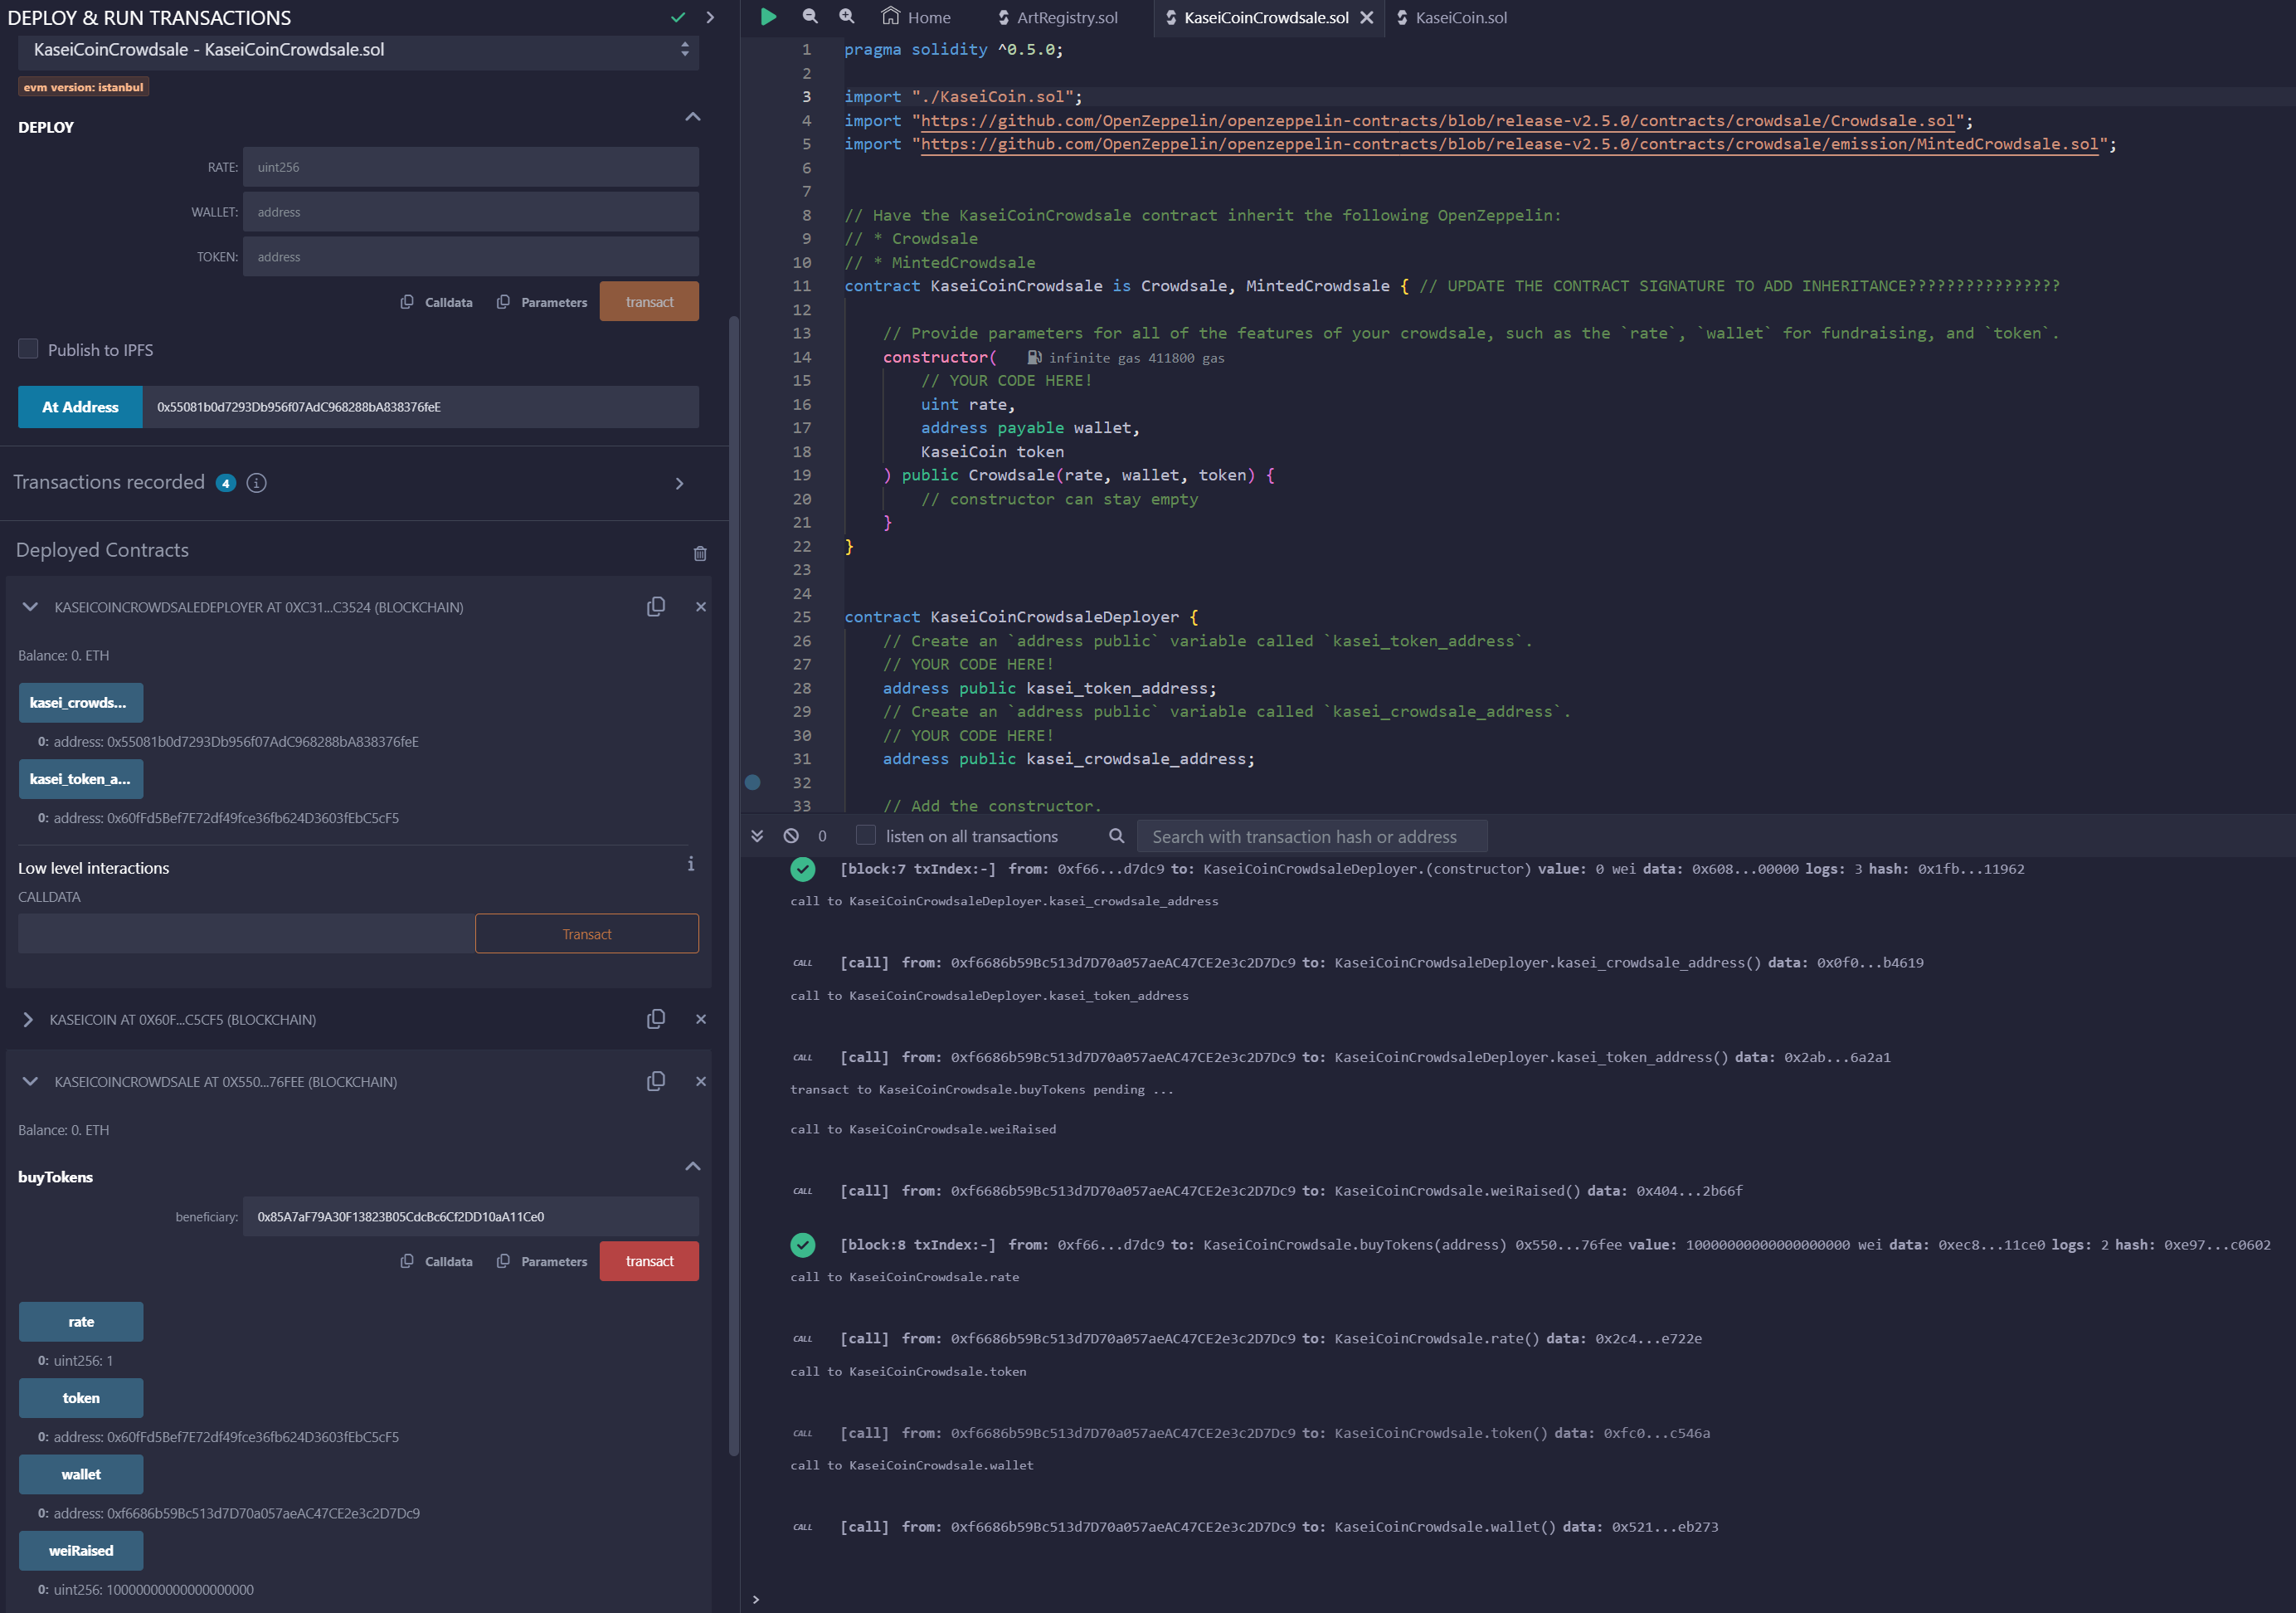 DEPLOY & RUN TRANSACTIONS
KaseiCoinCrowdsale - KaseiCoinCrowdsale.sol
evm version: istanbul
DEPLOY
RATE: uint256
WALLET: address
TOKEN: address
Calldata Parameters transact
Publish to IPFS
At Address 0x55081b0d7293Db956f07AdC968288bA838376feE
Transactions recorded 4 i
Deployed Contracts
KASEICOINCROWDSALEDEPLOYER AT 0XC31...C3524 (BLOCKCHAIN)
Balance: 0. ETH
kasei_crowds...
0: address: 0x55081b0d7293Db956f07AdC968288bA838376feE
kasei_token_a...
0: address: 0x60fFd5Bef7E72df49fce36fb624D3603fEbC5cF5
Low level interactions i
CALLDATA
Transact
KASEICOIN AT 0X60F...C5CF5 (BLOCKCHAIN)
KASEICOINCROWDSALE AT 0X550...76FEE (BLOCKCHAIN)
Balance: 0. ETH
buyTokens
beneficiary: 0x85A7aF79A30F13823B05CdcBc6Cf2DD10aA11Ce0
Calldata Parameters transact
rate
0: uint256: 1
token
0: address: 0x60fFd5Bef7E72df49fce36fb624D3603fEbC5cF5
wallet
0: address: 0xf6686b59Bc513d7D70a057aeAC47CE2e3c2D7Dc9
weiRaised
0: uint256: 10000000000000000000
Home ArtRegistry.sol KaseiCoinCrowdsale.sol KaseiCoin.sol
1 pragma solidity ^0.5.0;
2
3 import "./KaseiCoin.sol";
4 import "https://github.com/OpenZeppelin/openzeppelin-contracts/blob/release-v2.5.0/contracts/crowdsale/Crowdsale.sol";
5 import "https://github.com/OpenZeppelin/openzeppelin-contracts/blob/release-v2.5.0/contracts/crowdsale/emission/MintedCrowdsale.sol";
6
7
8 // Have the KaseiCoinCrowdsale contract inherit the following OpenZeppelin:
9 // * Crowdsale
10 // * MintedCrowdsale
11 contract KaseiCoinCrowdsale is Crowdsale, MintedCrowdsale { // UPDATE THE CONTRACT SIGNATURE TO ADD INHERITANCE????????????????
12
13 // Provide parameters for all of the features of your crowdsale, such as the `rate`, `wallet` for fundraising, and `token`.
14 constructor( infinite gas 411800 gas
15 // YOUR CODE HERE!
16 uint rate,
17 address payable wallet,
18 KaseiCoin token
19 ) public Crowdsale(rate, wallet, token) {
20 // constructor can stay empty
21 }
22 }
23
24
25 contract KaseiCoinCrowdsaleDeployer {
26 // Create an `address public` variable called `kasei_token_address`.
27 // YOUR CODE HERE!
28 address public kasei_token_address;
29 // Create an `address public` variable called `kasei_crowdsale_address`.
30 // YOUR CODE HERE!
31 address public kasei_crowdsale_address;
32
33 // Add the constructor.
0 listen on all transactions Search with transaction hash or address
[block:7 txIndex:-] from: 0xf66...d7dc9 to: KaseiCoinCrowdsaleDeployer.(constructor) value: 0 wei data: 0x608...00000 logs: 3 hash: 0x1fb...11962
call to KaseiCoinCrowdsaleDeployer.kasei_crowdsale_address
CALL [call] from: 0xf6686b59Bc513d7D70a057aeAC47CE2e3c2D7Dc9 to: KaseiCoinCrowdsaleDeployer.kasei_crowdsale_address() data: 0x0f0...b4619
call to KaseiCoinCrowdsaleDeployer.kasei_token_address
CALL [call] from: 0xf6686b59Bc513d7D70a057aeAC47CE2e3c2D7Dc9 to: KaseiCoinCrowdsaleDeployer.kasei_token_address() data: 0x2ab...6a2a1
transact to KaseiCoinCrowdsale.buyTokens pending ...
call to KaseiCoinCrowdsale.weiRaised
CALL [call] from: 0xf6686b59Bc513d7D70a057aeAC47CE2e3c2D7Dc9 to: KaseiCoinCrowdsale.weiRaised() data: 0x404...2b66f
[block:8 txIndex:-] from: 0xf66...d7dc9 to: KaseiCoinCrowdsale.buyTokens(address) 0x550...76fee value: 10000000000000000000 wei data: 0xec8...11ce0 logs: 2 hash: 0xe97...c0602
call to KaseiCoinCrowdsale.rate
CALL [call] from: 0xf6686b59Bc513d7D70a057aeAC47CE2e3c2D7Dc9 to: KaseiCoinCrowdsale.rate() data: 0x2c4...e722e
call to KaseiCoinCrowdsale.token
CALL [call] from: 0xf6686b59Bc513d7D70a057aeAC47CE2e3c2D7Dc9 to: KaseiCoinCrowdsale.token() data: 0xfc0...c546a
call to KaseiCoinCrowdsale.wallet
CALL [call] from: 0xf6686b59Bc513d7D70a057aeAC47CE2e3c2D7Dc9 to: KaseiCoinCrowdsale.wallet() data: 0x521...eb273
>